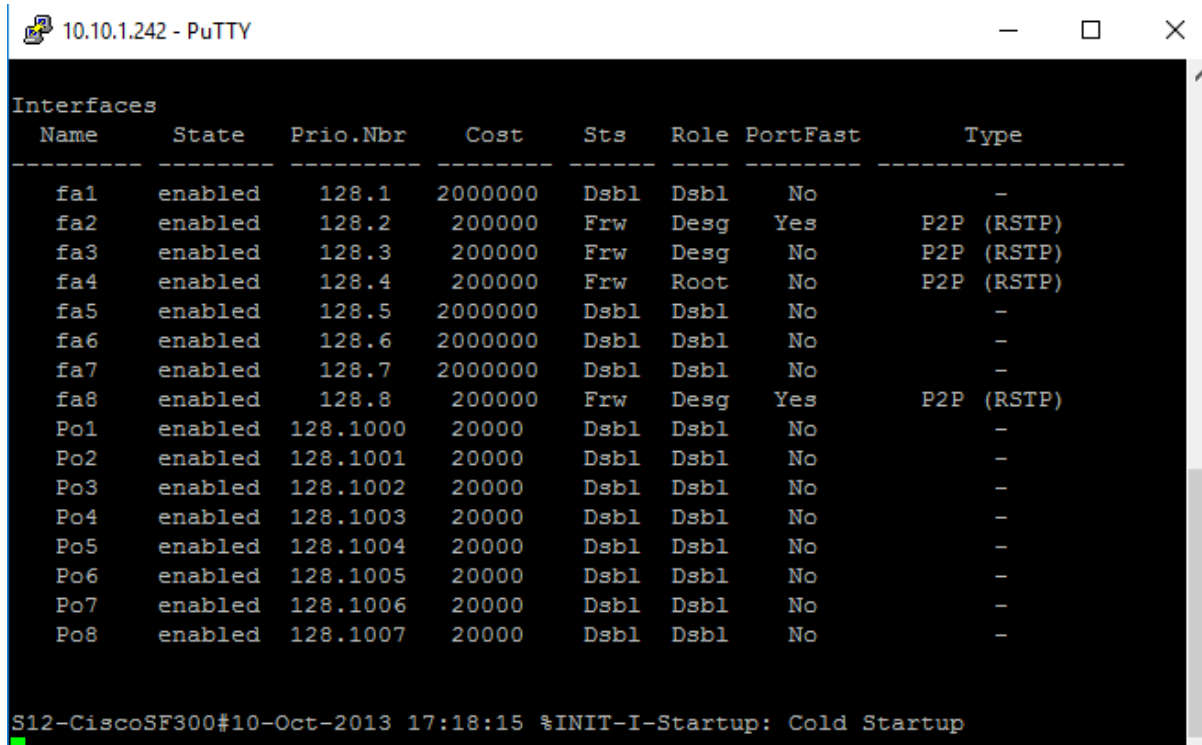 10.10.1.242 - PuTTY
Interfaces
Name State Prio.Nbr Cost Sts Role PortFast Type
--------- -------- --------- -------- ------ ---- -------- -----------------
fa1 enabled 128.1 2000000 Dsbl Dsbl No -
fa2 enabled 128.2 200000 Frw Desg Yes P2P (RSTP)
fa3 enabled 128.3 200000 Frw Desg No P2P (RSTP)
fa4 enabled 128.4 200000 Frw Root No P2P (RSTP)
fa5 enabled 128.5 2000000 Dsbl Dsbl No -
fa6 enabled 128.6 2000000 Dsbl Dsbl No -
fa7 enabled 128.7 2000000 Dsbl Dsbl No -
fa8 enabled 128.8 200000 Frw Desg Yes P2P (RSTP)
Po1 enabled 128.1000 20000 Dsbl Dsbl No -
Po2 enabled 128.1001 20000 Dsbl Dsbl No -
Po3 enabled 128.1002 20000 Dsbl Dsbl No -
Po4 enabled 128.1003 20000 Dsbl Dsbl No -
Po5 enabled 128.1004 20000 Dsbl Dsbl No -
Po6 enabled 128.1005 20000 Dsbl Dsbl No -
Po7 enabled 128.1006 20000 Dsbl Dsbl No -
Po8 enabled 128.1007 20000 Dsbl Dsbl No -
S12-CiscoSF300#10-Oct-2013 17:18:15 %INIT-I-Startup: Cold Startup